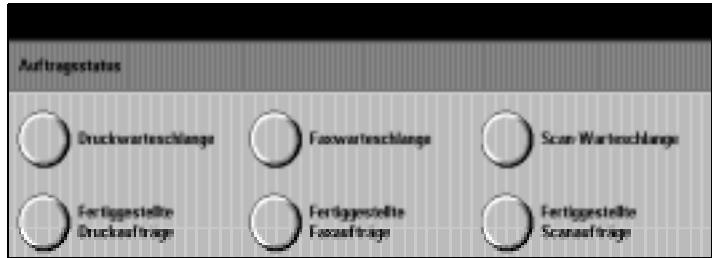 Auftragsstatus
Druckwarteschlange
Faxwarteschlange
Scan-Warteschlange
Fertiggestellte
Druckaufträge
Fertiggestellte
Faxaufträge
Fertiggestellte
Scanaufträge